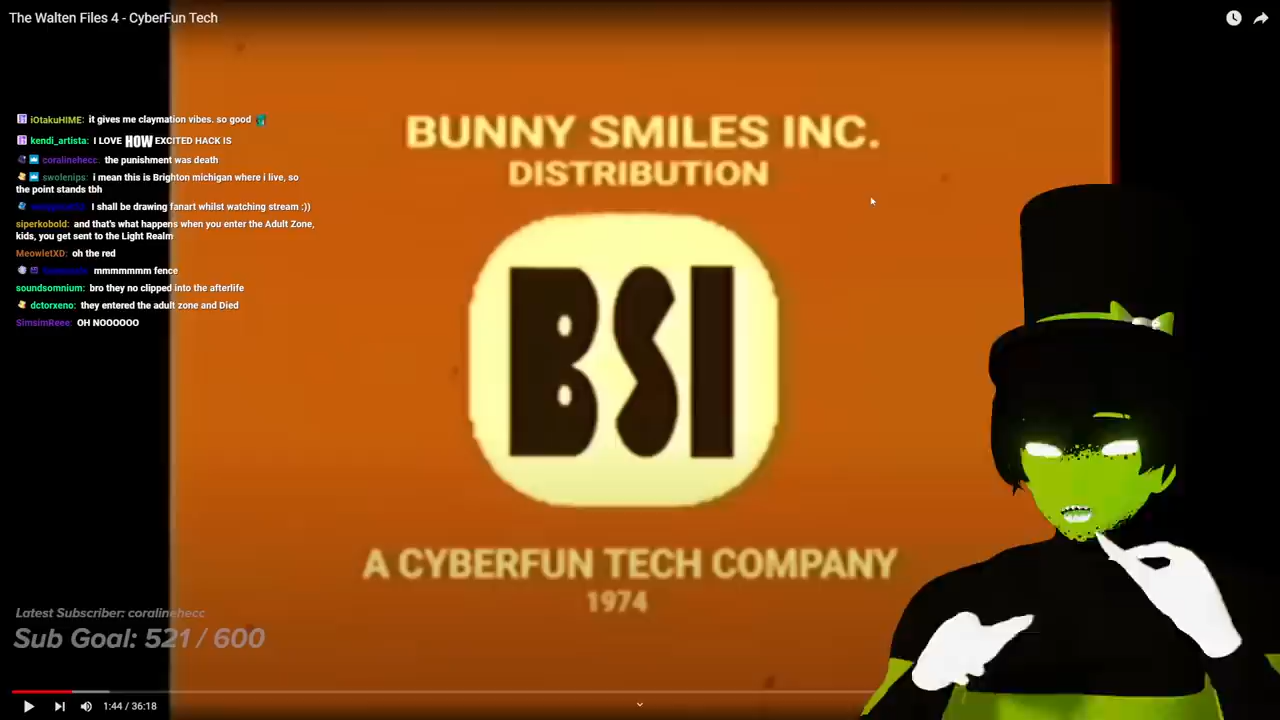 The Walten Files 4 - CyberFun Tech
BUNNY SMILES INC.
DISTRIBUTION
BSI
A CYBERFUN TECH COMPANY
1974
iOtakuHIME: it gives me claymation vibes. so good
kendi_artista: I LOVE HOW EXCITED HACK IS
coralinehecc: the punishment was death
swolenips: i mean this is Brighton michigan where i live, so
the point stands tbh
I shall be drawing fanart whilst watching stream :))
siperkobold: and that's what happens when you enter the Adult Zone,
kids, you get sent to the Light Realm
MeowletXD: oh the red
mmmmmmm fence
soundsomnium: bro they no clipped into the afterlife
dctorxeno: they entered the adult zone and Died
SimsimReee: OH NOOOOOO
Latest Subscriber: coralinehecc
Sub Goal: 521 / 600
1:44 / 36:18